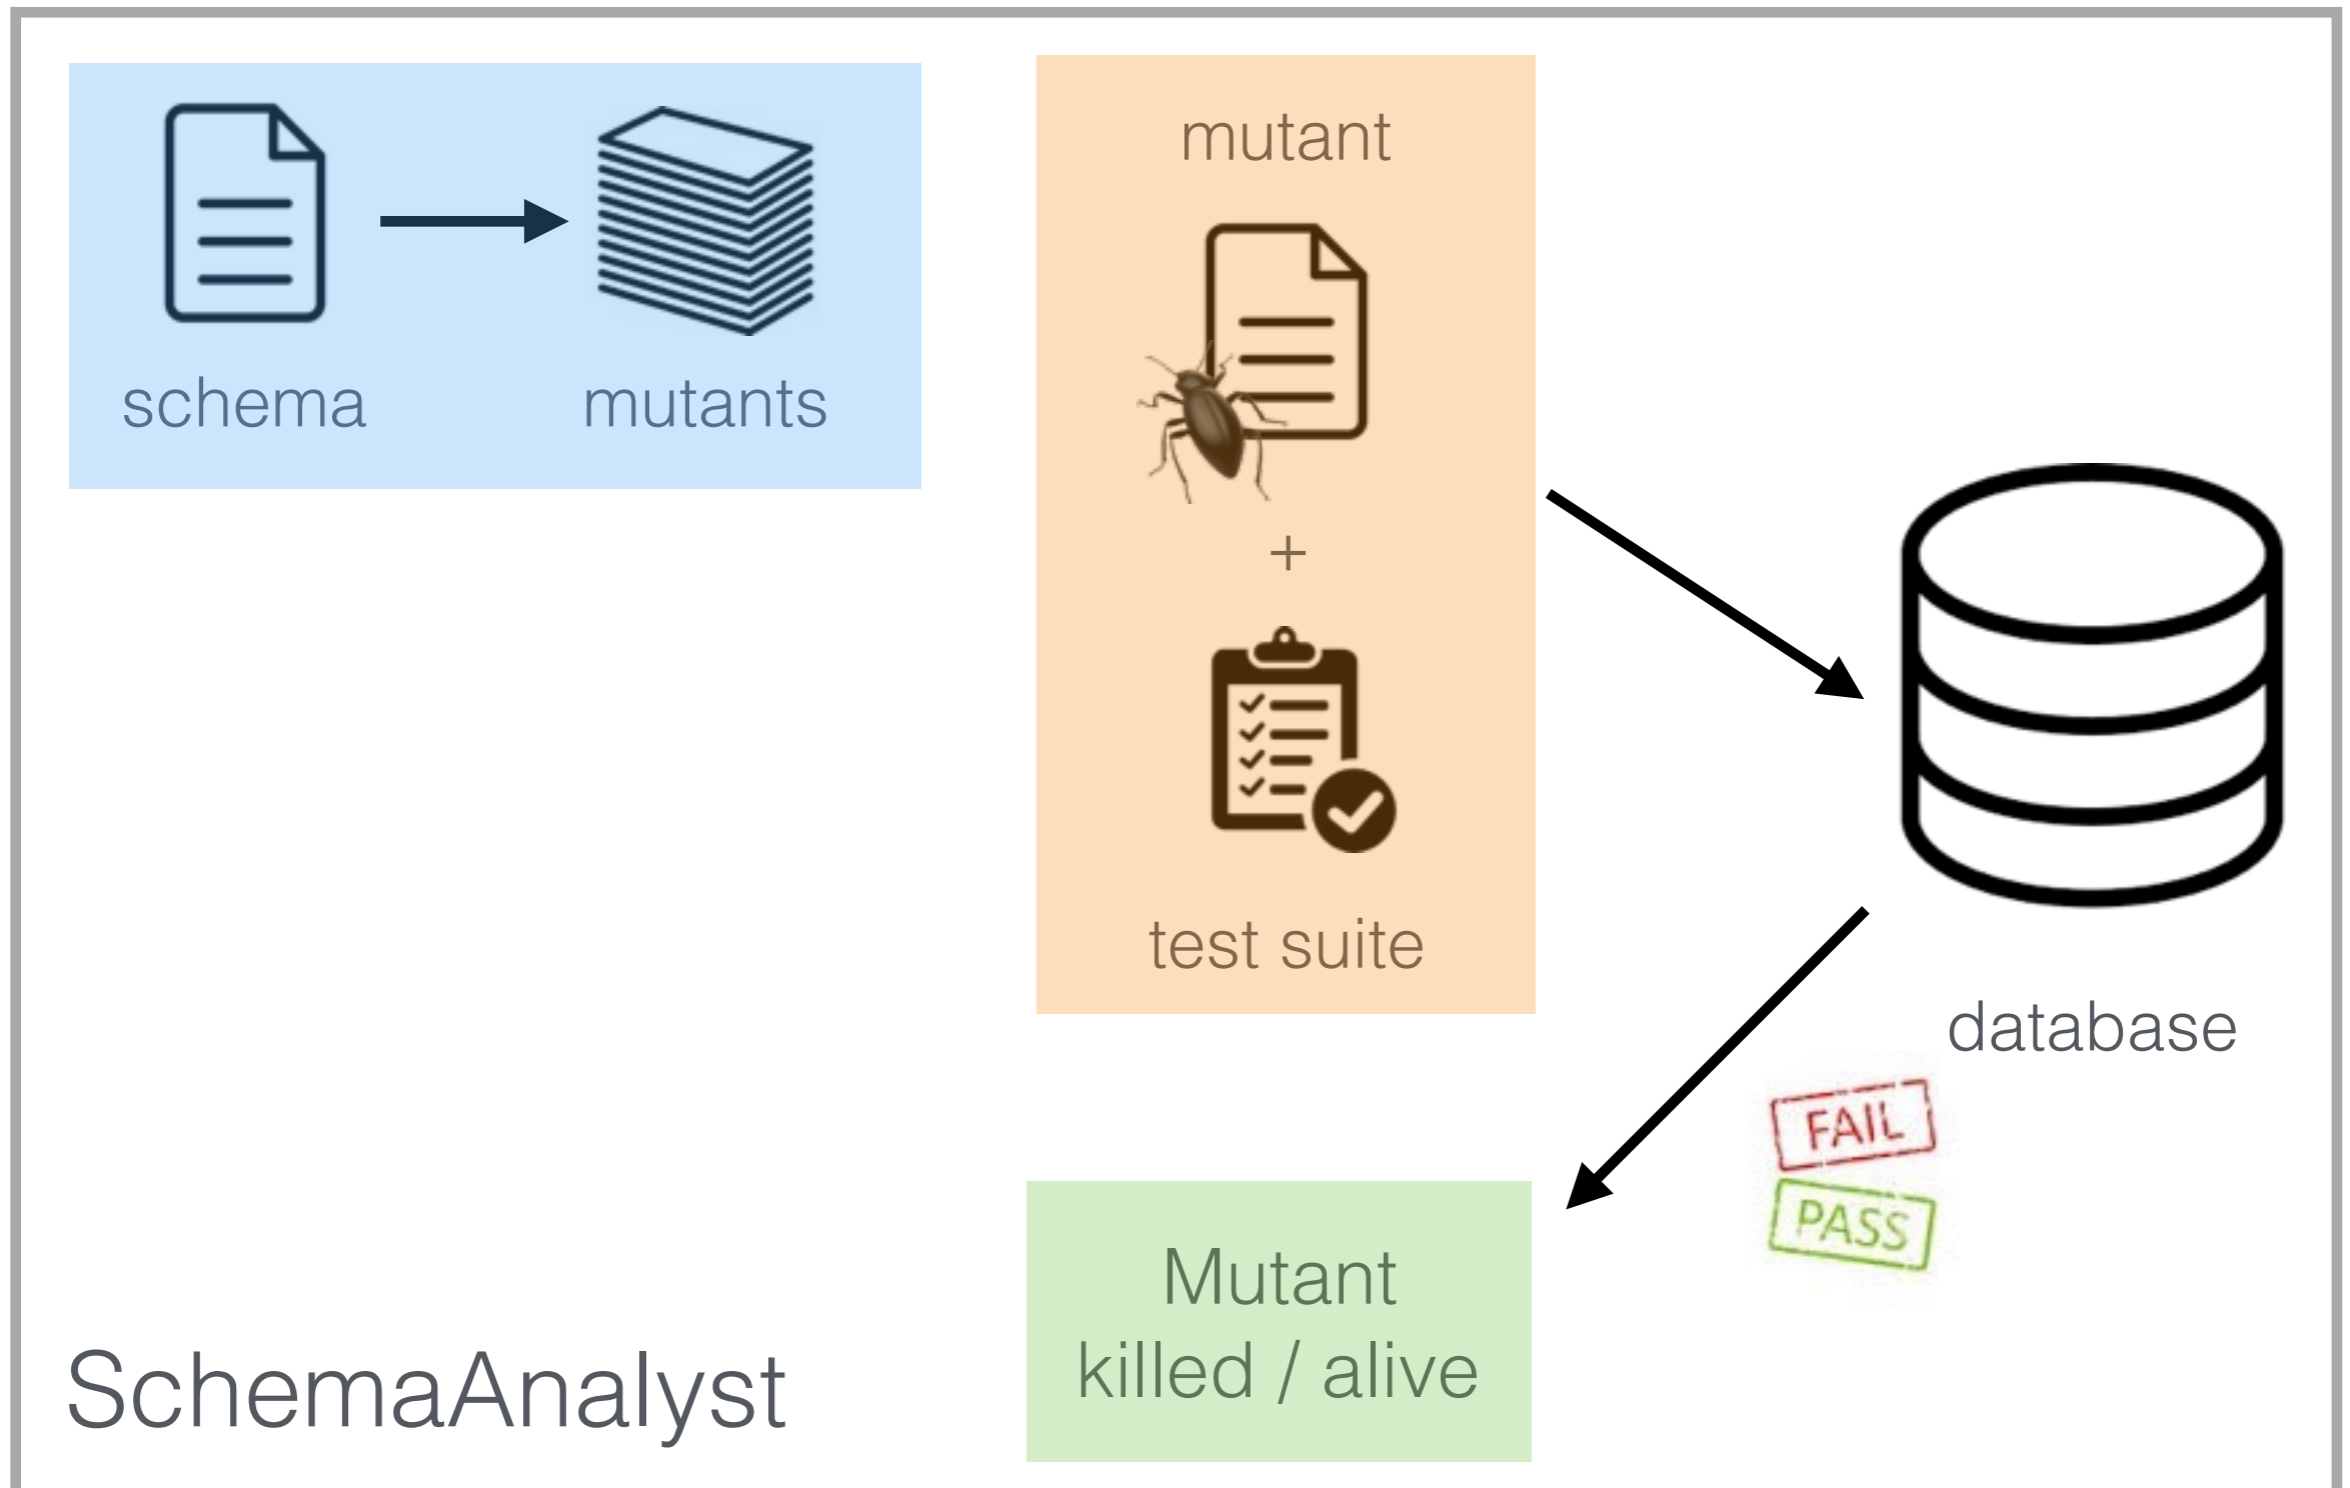 schema
mutants
mutant
+
test suite
database
FAIL
PASS
Mutant
killed / alive
SchemaAnalyst